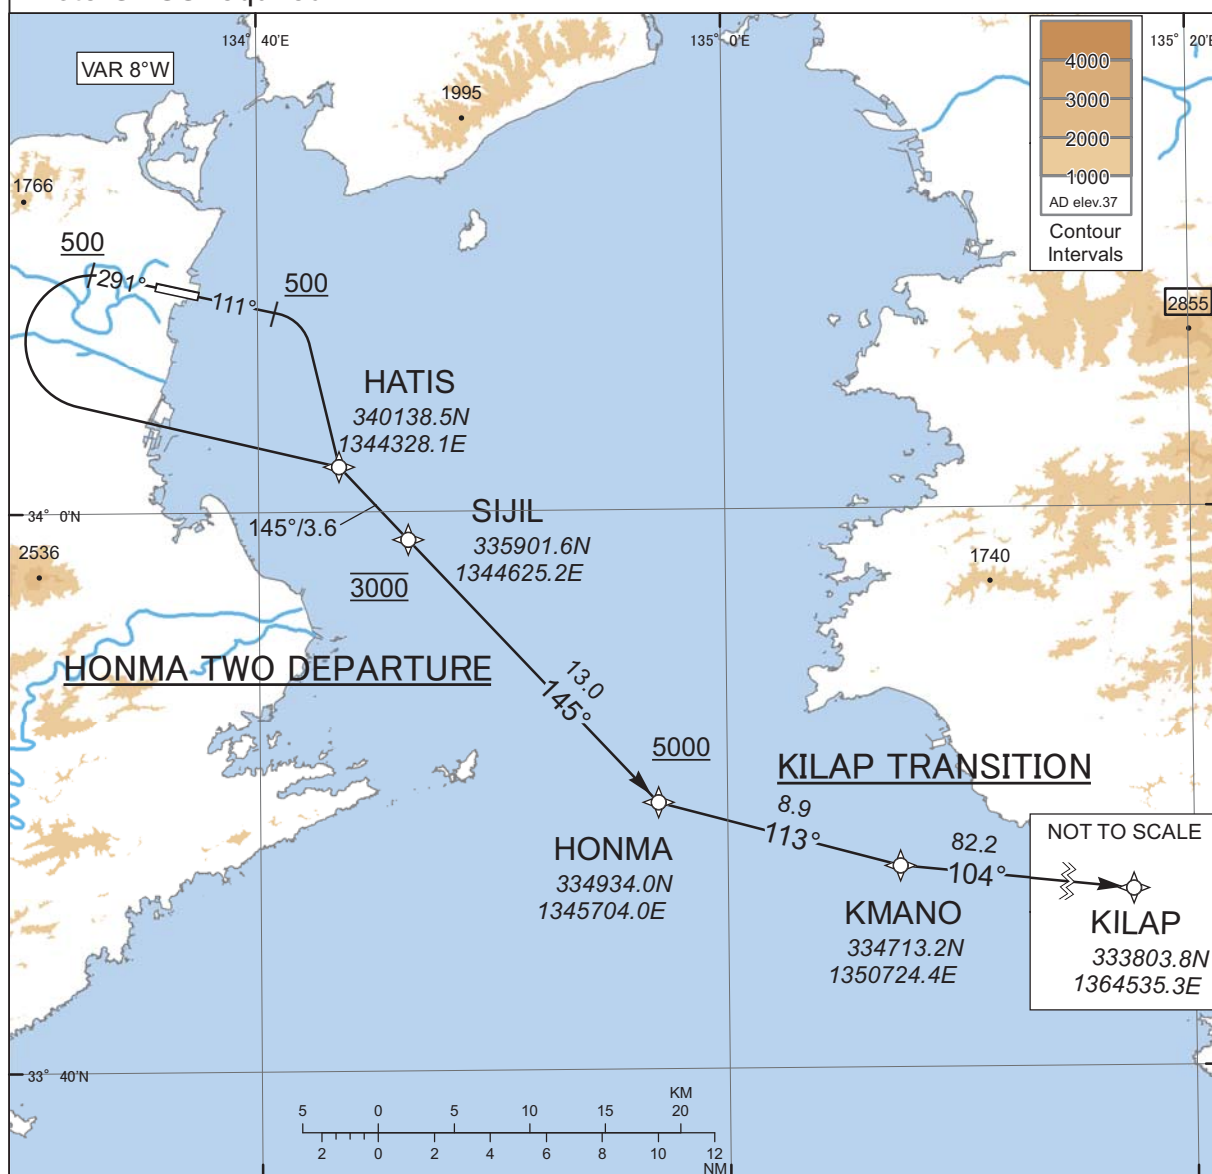 134° 40'E
135° 0'E
135° 20'E
VAR 8°W
4000
3000
2000
1000
AD elev.37
Contour
Intervals
1995
1766
500
291°
111°
500
2855
HATIS
340138.5N
1344328.1E
34° 0'N
145°/3.6
SIJIL
335901.6N
1344625.2E
3000
2536
1740
HONMA TWO DEPARTURE
13.0
145°
5000
KILAP TRANSITION
8.9
113°
HONMA
334934.0N
1345704.0E
82.2
104°
KMANO
334713.2N
1350724.4E
NOT TO SCALE
KILAP
333803.8N
1364535.3E
33° 40'N
KM
5 0 5 10 15 20
2 0 2 4 6 8 10 12
NM